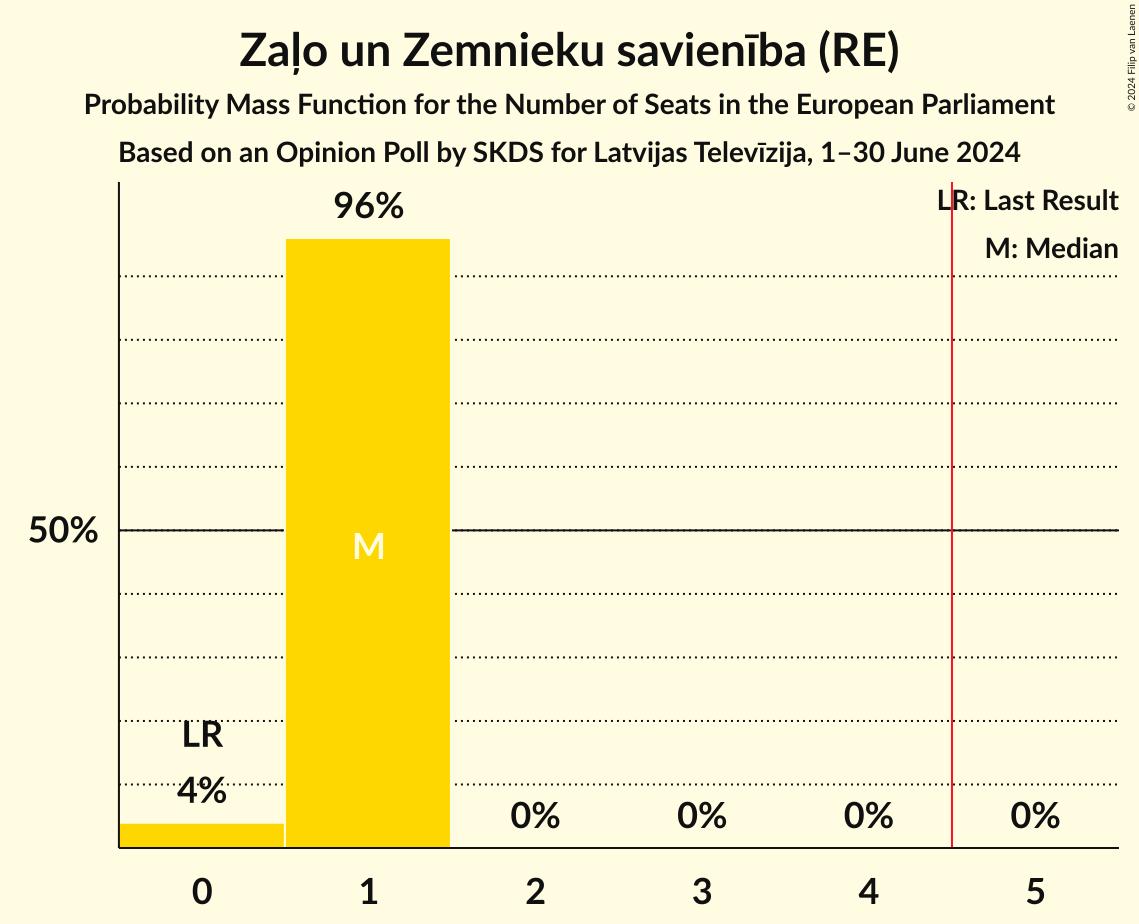 Zaļo un Zemnieku savienība (RE)
Probability Mass Function for the Number of Seats in the European Parliament
Based on an Opinion Poll by SKDS for Latvijas Televīzija, 1–30 June 2024
© 2024 Filip van Laenen
LR: Last Result
M: Median
96%
50%
M
LR
4%
0%
0%
0%
0%
0 1 2 3 4 5